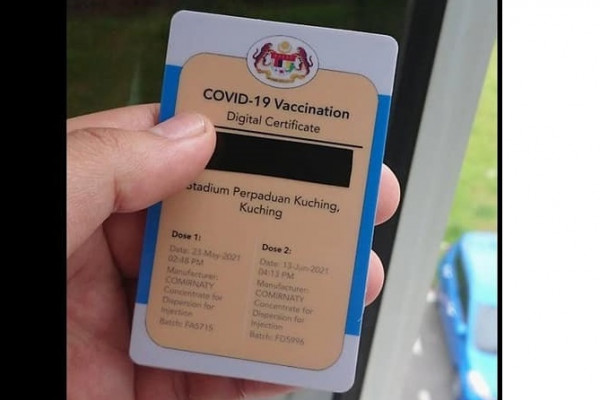 COVID-19 Vaccination
Digital Certificate
Stadium Perpaduan Kuching,
Kuching
Dose 1:
Date: 23-May-2021
02:48 PM
Manufacturer:
COMIRNATY
Concentrate for
Dispersion for
Injection
Batch: FA5715
Dose 2:
Date: 13-Jun-2021
04:13 PM
Manufacturer:
COMIRNATY
Concentrate for
Dispersion for
Injection
Batch: FD5996